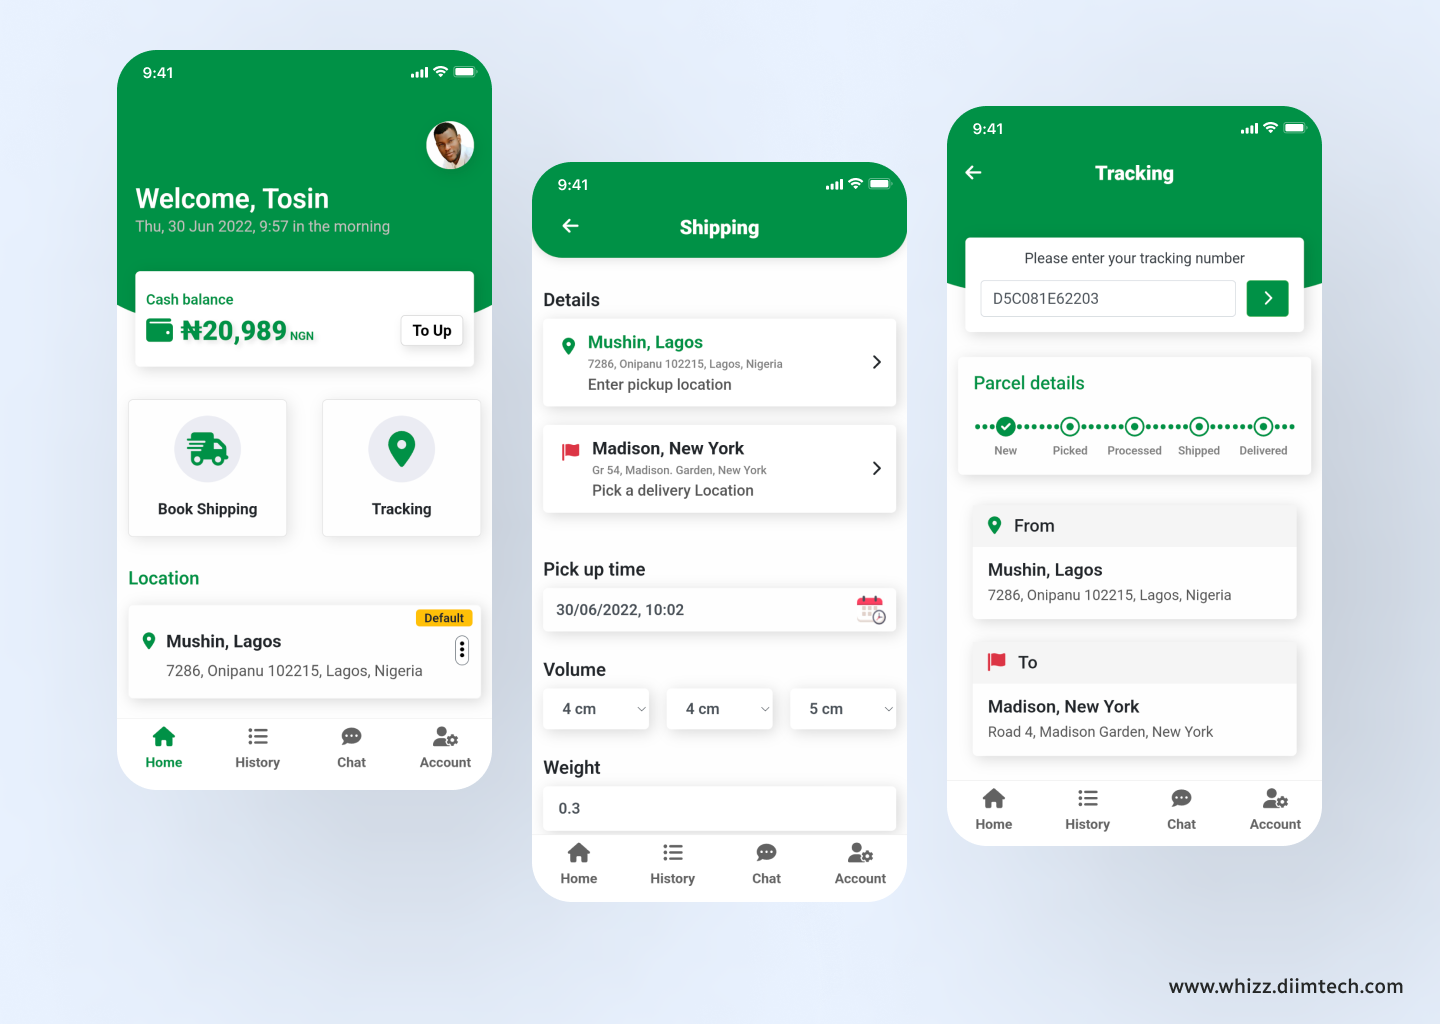 9:41
Welcome, Tosin
Thu, 30 Jun 2022, 9:57 in the morning
Cash balance
₦20,989 NGN
To Up
Book Shipping
Tracking
Location
Default
Mushin, Lagos
7286, Onipanu 102215, Lagos, Nigeria
Home
History
Chat
Account
9:41
Shipping
Details
Mushin, Lagos
7286, Onipanu 102215, Lagos, Nigeria
Enter pickup location
Madison, New York
Gr 54, Madison. Garden, New York
Pick a delivery Location
Pick up time
30/06/2022, 10:02
Volume
4 cm
4 cm
5 cm
Weight
0.3
Home
History
Chat
Account
9:41
Tracking
Please enter your tracking number
D5C081E62203
Parcel details
New
Picked
Processed
Shipped
Delivered
From
Mushin, Lagos
7286, Onipanu 102215, Lagos, Nigeria
To
Madison, New York
Road 4, Madison Garden, New York
Home
History
Chat
Account
www.whizz.diimtech.com